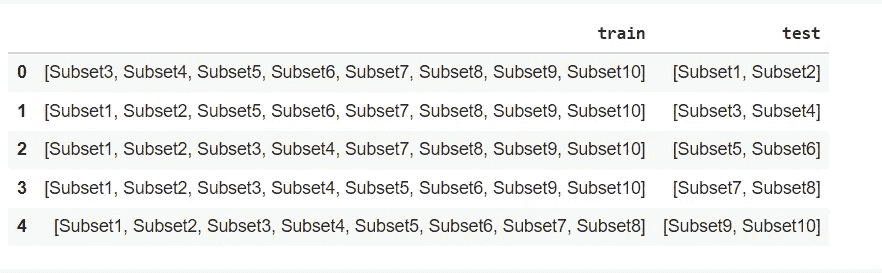 train test
0 [Subset3, Subset4, Subset5, Subset6, Subset7, Subset8, Subset9, Subset10] [Subset1, Subset2]
1 [Subset1, Subset2, Subset5, Subset6, Subset7, Subset8, Subset9, Subset10] [Subset3, Subset4]
2 [Subset1, Subset2, Subset3, Subset4, Subset7, Subset8, Subset9, Subset10] [Subset5, Subset6]
3 [Subset1, Subset2, Subset3, Subset4, Subset5, Subset6, Subset9, Subset10] [Subset7, Subset8]
4 [Subset1, Subset2, Subset3, Subset4, Subset5, Subset6, Subset7, Subset8] [Subset9, Subset10]